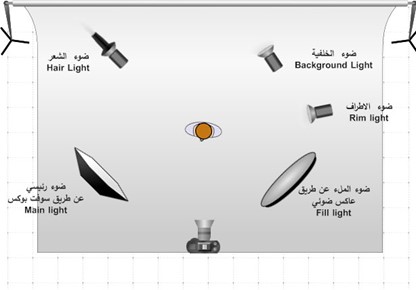 ضوء الشعر
Hair Light
ضوء الخلفية
Background Light
ضوء الاطراف
Rim light
ضوء رئيسي
عن طريق سوفت بوكس
Main light
ضوء الملء عن طريق
عاكس ضوئي
Fill light